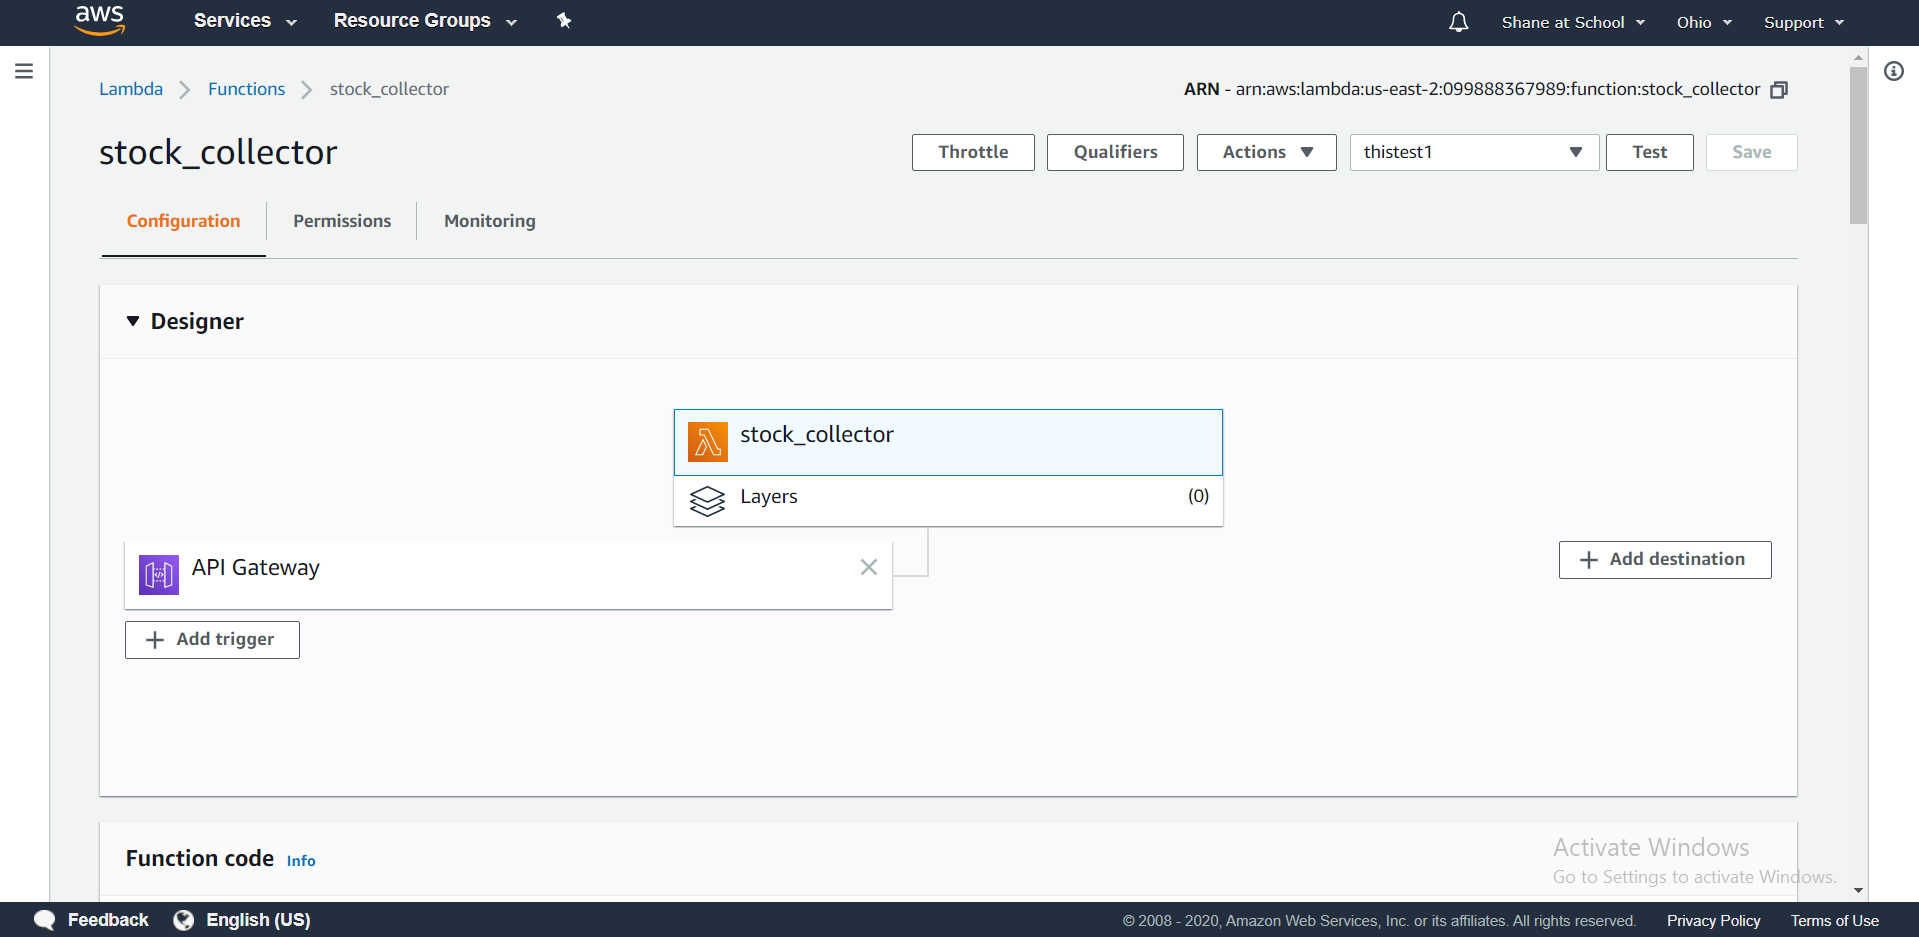 aws Services Resource Groups Shane at School Ohio Support
Lambda Functions stock_collector ARN - arn:aws:lambda:us-east-2:099888367989:function:stock_collector
stock_collector Throttle Qualifiers Actions thistest1 Test Save
Configuration Permissions Monitoring
Designer
stock_collector
Layers (0)
API Gateway
+ Add destination
+ Add trigger
Function code Info
Activate Windows
Go to Settings to activate Windows.
Feedback English (US) © 2008 - 2020, Amazon Web Services, Inc. or its affiliates. All rights reserved. Privacy Policy Terms of Use